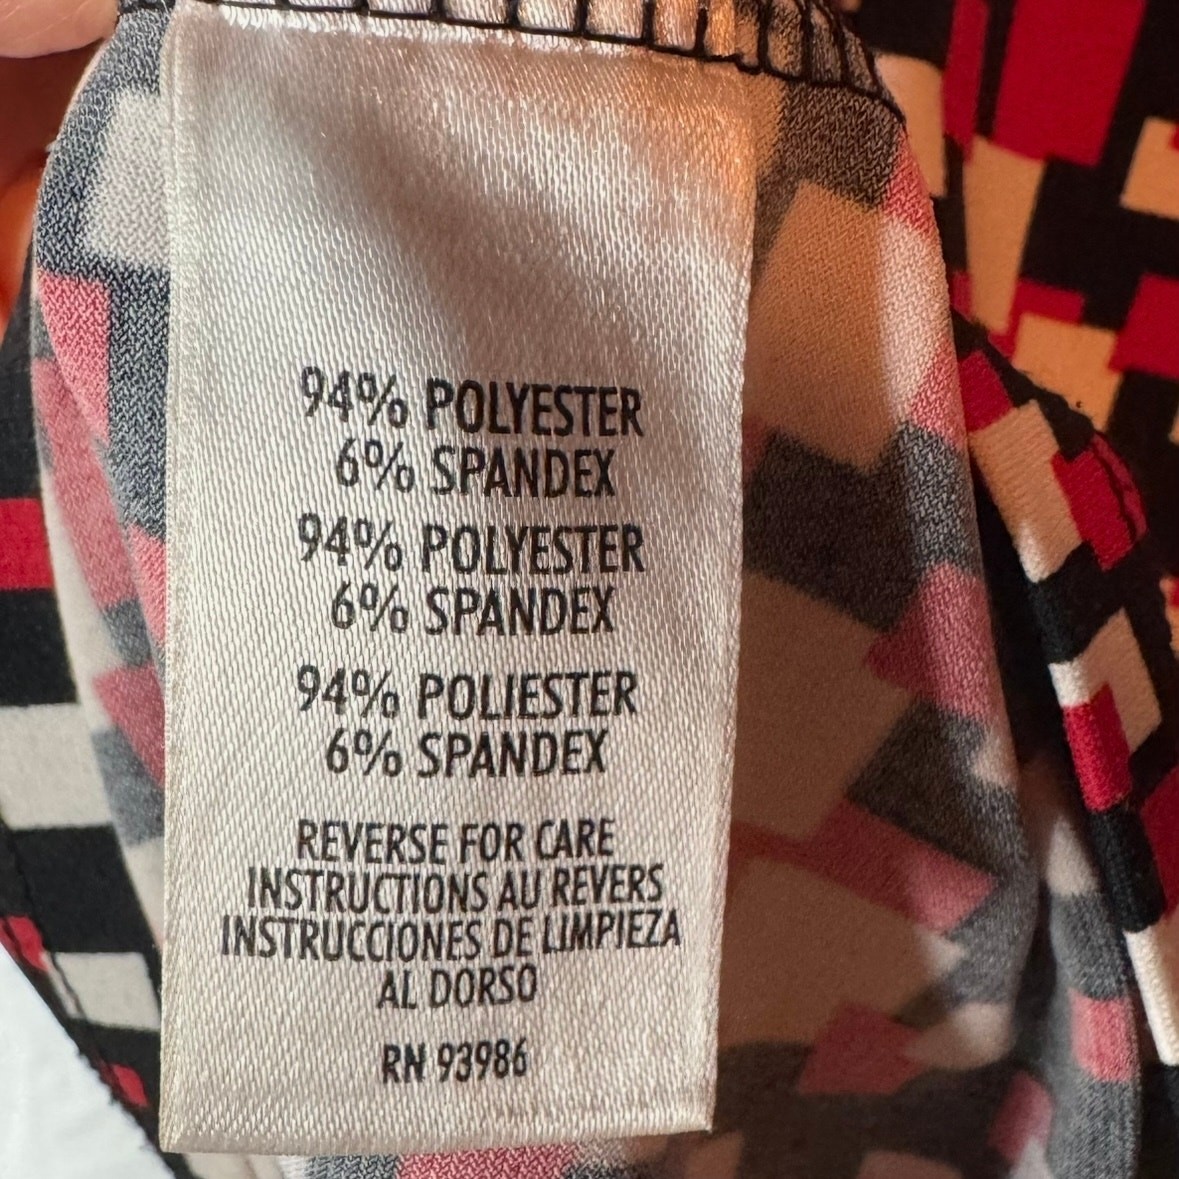 94% POLYESTER
6% SPANDEX
94% POLYESTER
6% SPANDEX
94% POLIESTER
6% SPANDEX
REVERSE FOR CARE
INSTRUCTIONS AU REVERS
INSTRUCCIONES DE LIMPIEZA
AL DORSO
RN 93986